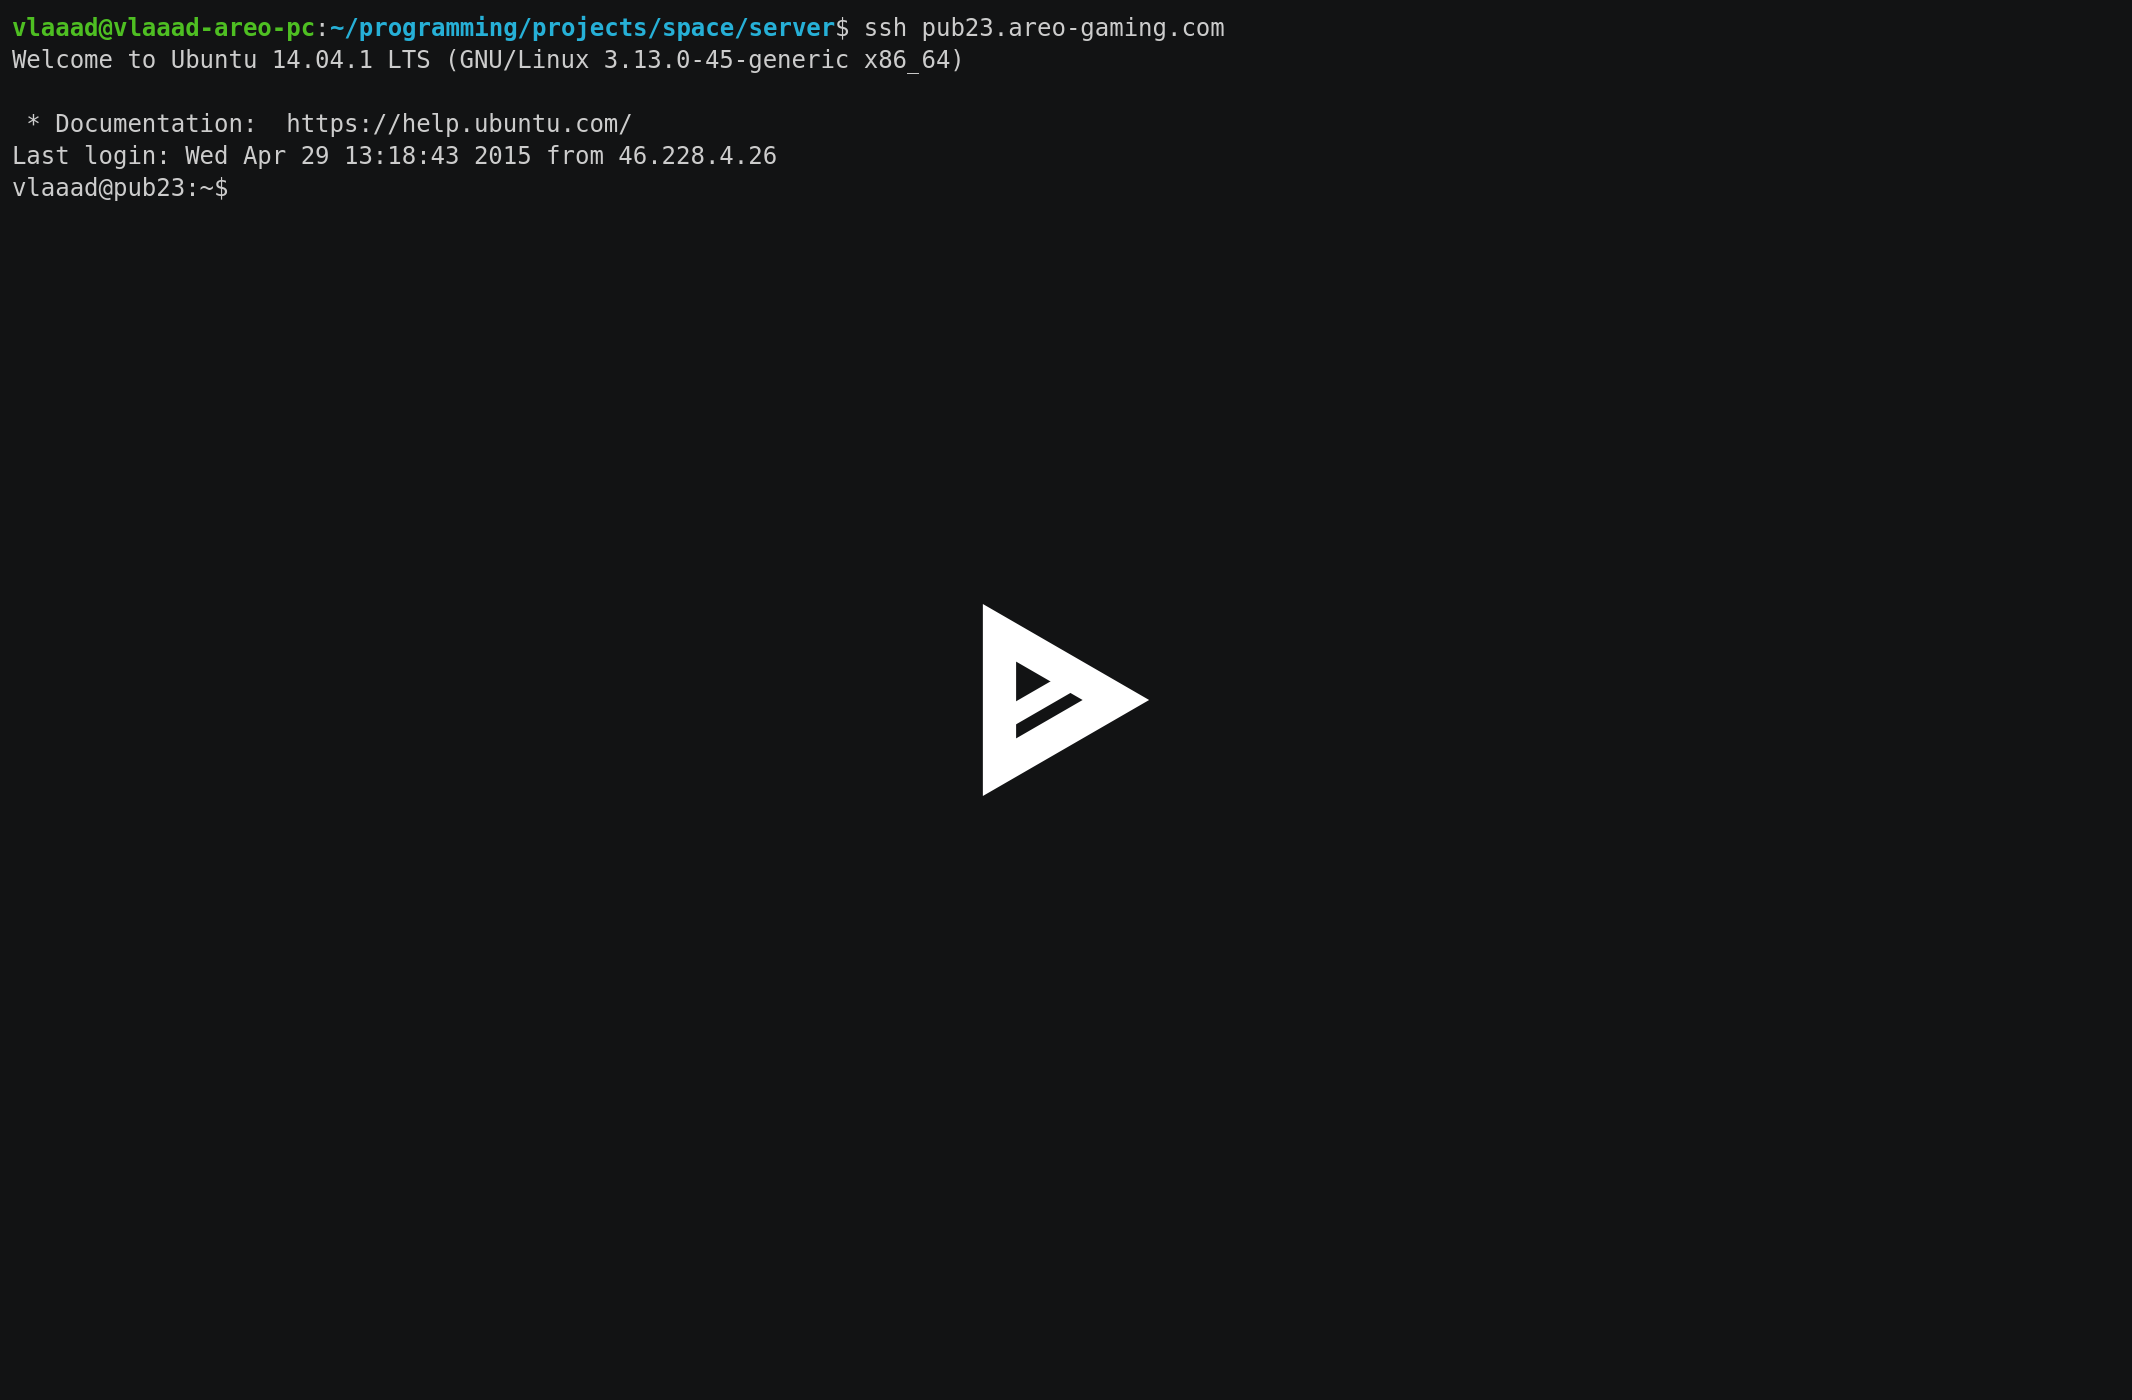 vlaaad@vlaaad-areo-pc:~/programming/projects/space/server$ ssh pub23.areo-gaming.com
Welcome to Ubuntu 14.04.1 LTS (GNU/Linux 3.13.0-45-generic x86_64)
 * Documentation:  https://help.ubuntu.com/
Last login: Wed Apr 29 13:18:43 2015 from 46.228.4.26
vlaaad@pub23:~$